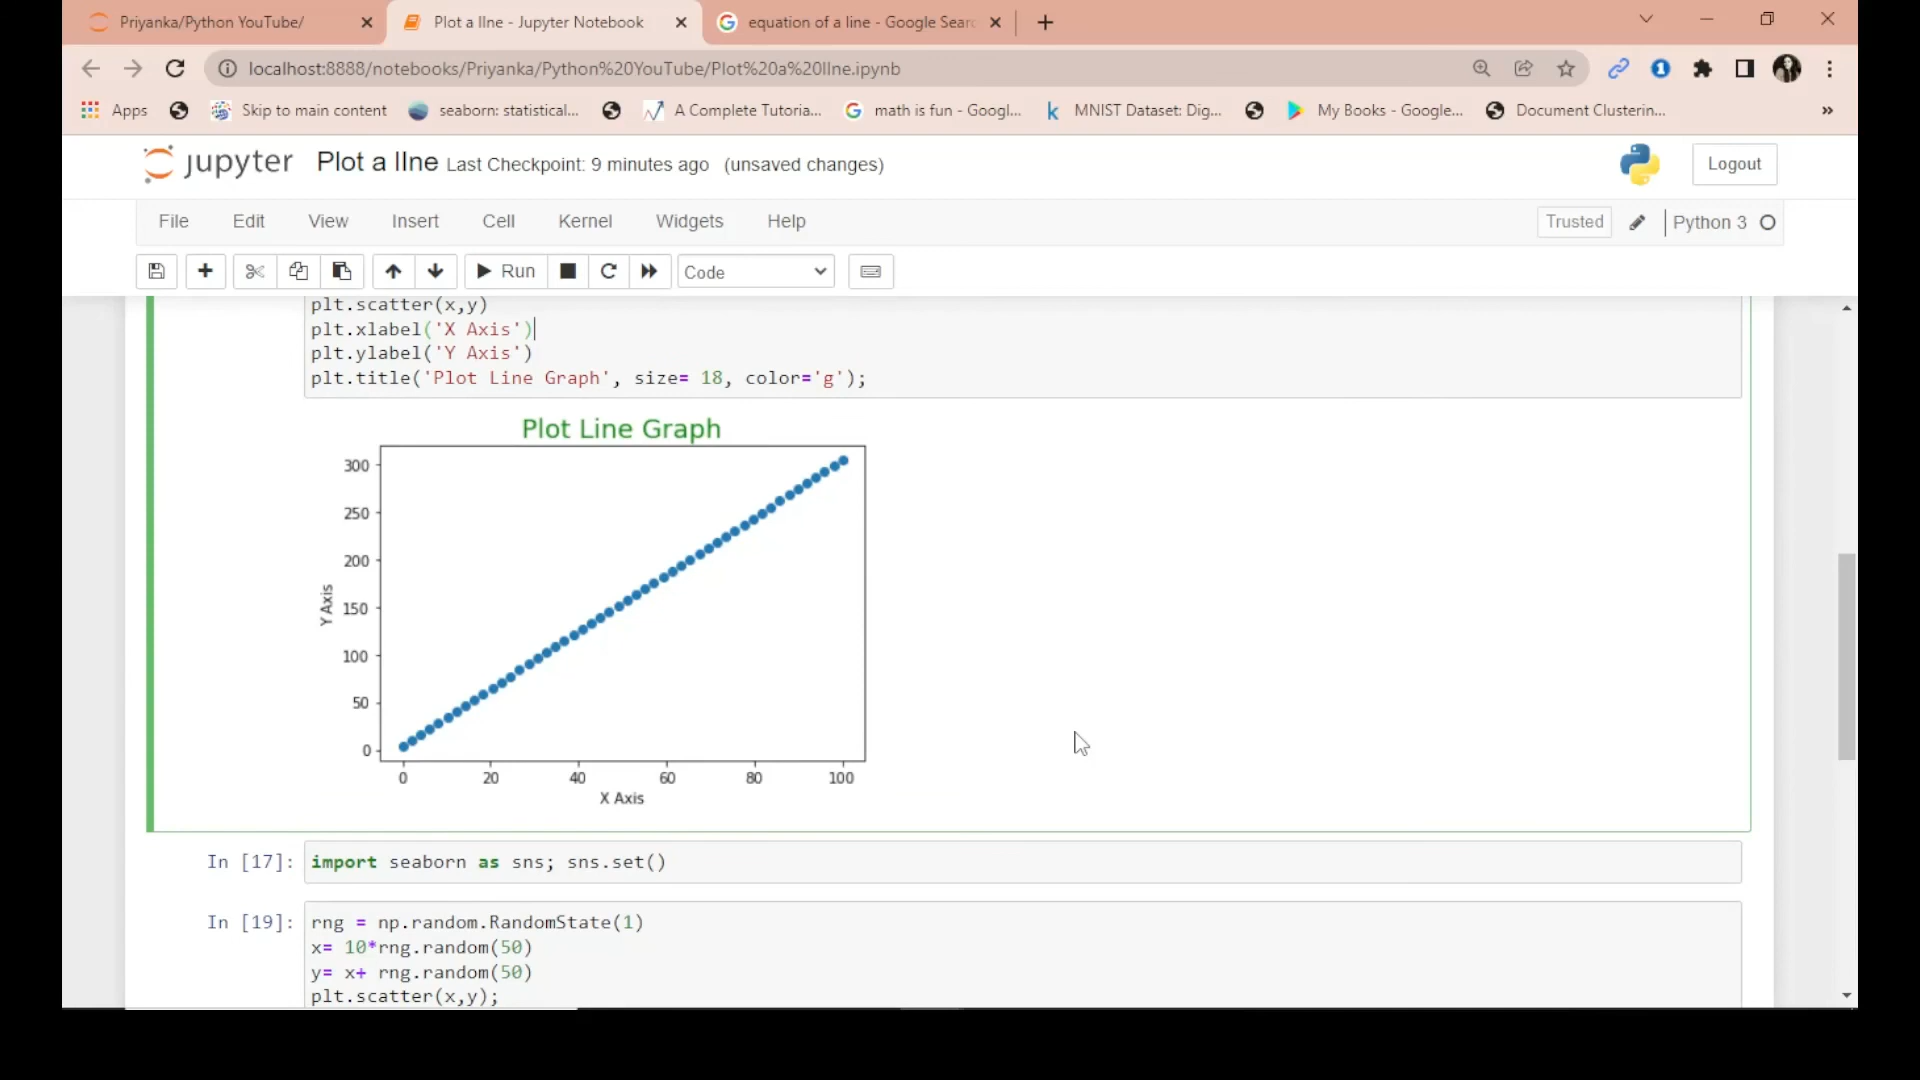 Priyanka/Python YouTube/
Plot a lIne - Jupyter Notebook
equation of a line - Google Searc
localhost:8888/notebooks/Priyanka/Python%20YouTube/Plot%20a%20lIne.ipynb
Apps
Skip to main content
seaborn: statistical...
A Complete Tutoria...
math is fun - Googl...
MNIST Dataset: Dig...
My Books - Google...
Document Clusterin...
»
jupyter Plot a lIne Last Checkpoint: 9 minutes ago (unsaved changes)
Logout
File Edit View Insert Cell Kernel Widgets Help
Trusted
Python 3
Run
Code
plt.scatter(x,y)
plt.xlabel('X Axis')
plt.ylabel('Y Axis')
plt.title('Plot Line Graph', size= 18, color='g');
Plot Line Graph
300
250
200
150
100
50
0
Y Axis
0 20 40 60 80 100
X Axis
In [17]: import seaborn as sns; sns.set()
In [19]: rng = np.random.RandomState(1)
x= 10*rng.random(50)
y= x+ rng.random(50)
plt.scatter(x,y);